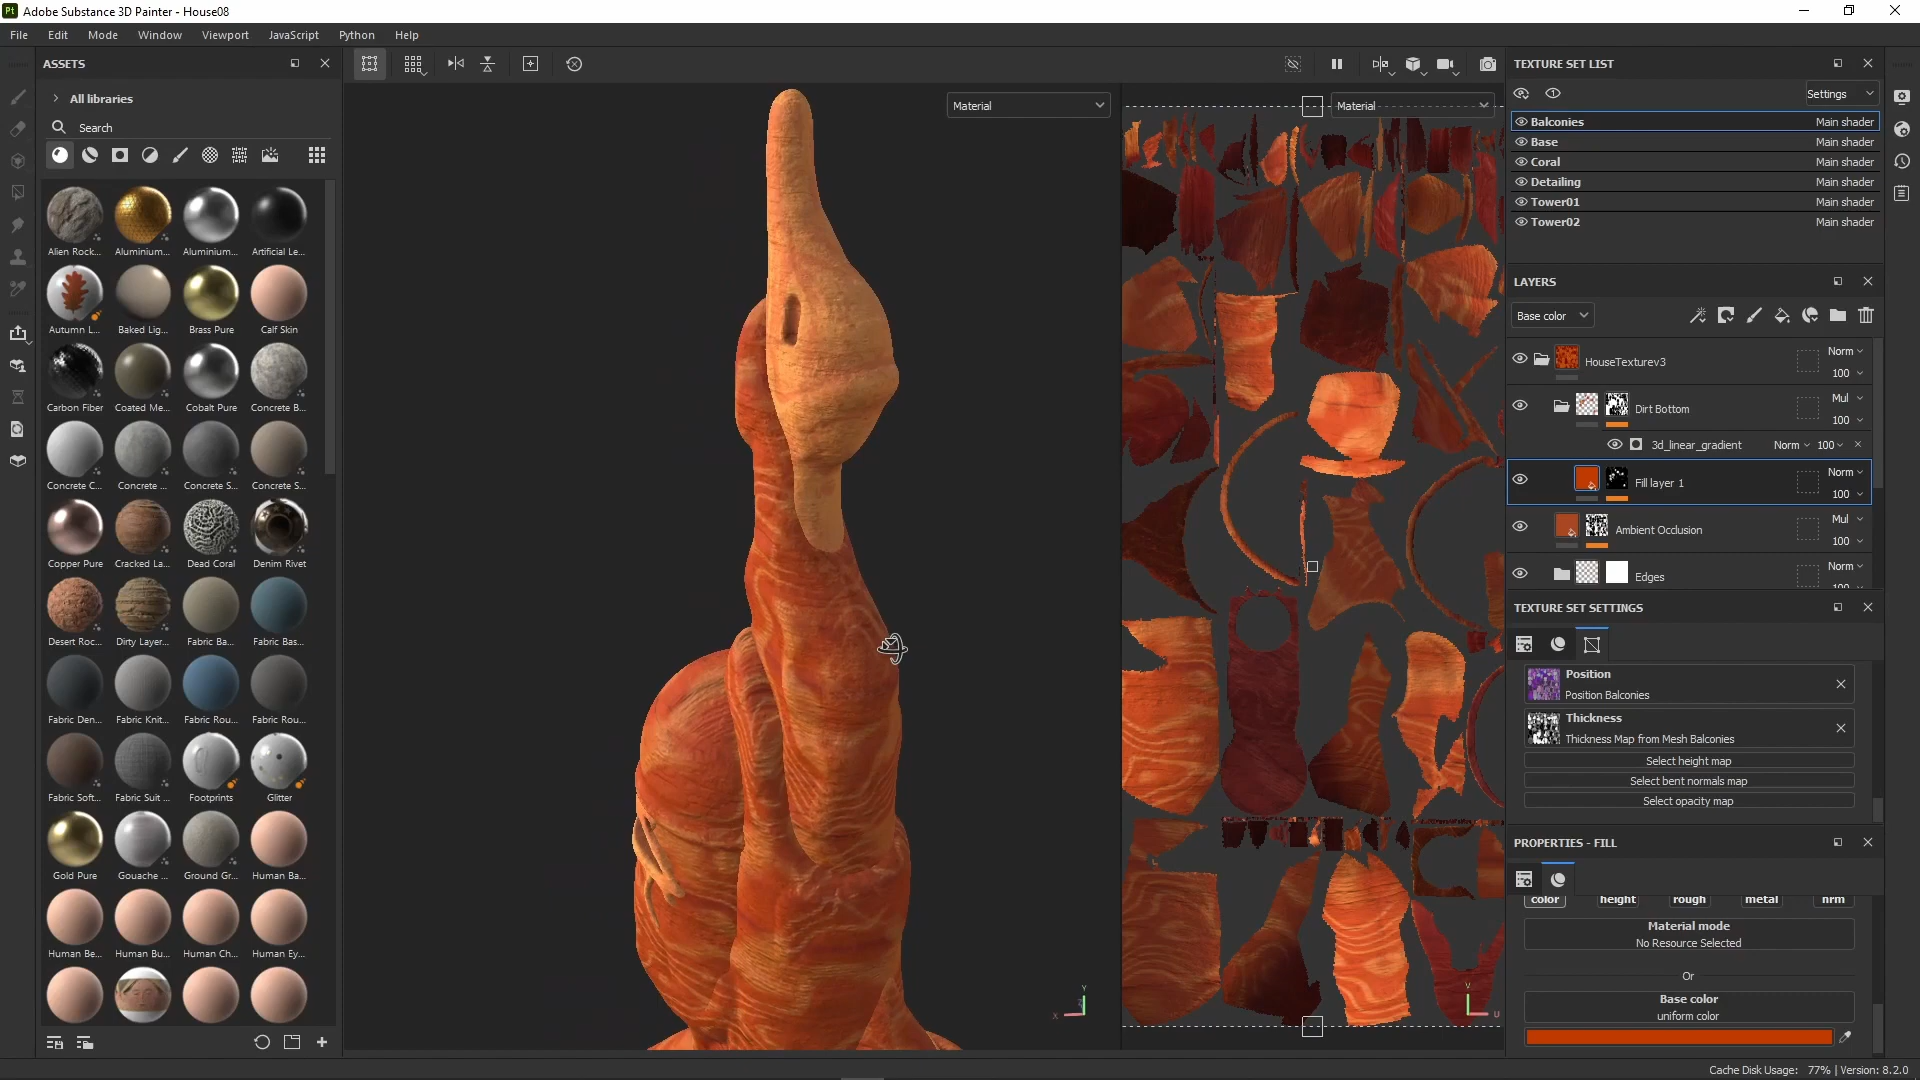 Pt Adobe Substance 3D Painter - House08
File Edit Mode Window Viewport JavaScript Python Help
ASSETS
All libraries
Search
Alien Rock... Aluminium... Aluminium... Artificial Le...
Autumn L... Baked Lig... Brass Pure Calf Skin
Carbon Fiber Coated Me... Cobalt Pure Concrete B...
Concrete C... Concrete ... Concrete S... Concrete S...
Copper Pure Cracked La... Dead Coral Denim Rivet
Desert Roc... Dirty Layer... Fabric Ba... Fabric Bas...
Fabric Den... Fabric Knit... Fabric Rou... Fabric Rou...
Fabric Soft... Fabric Suit ... Footprints Glitter
Gold Pure Gouache ... Ground Gr... Human Ba...
Human Be... Human Bu... Human Ch... Human Ey...
Material
Y
X
Material
V
U
TEXTURE SET LIST
Settings
Balconies Main shader
Base Main shader
Coral Main shader
Detailing Main shader
Tower01 Main shader
Tower02 Main shader
LAYERS
Base color
HouseTexturev3 Norm
100
Dirt Bottom Mul
100
3d_linear_gradient Norm 100
Fill layer 1 Norm
100
Ambient Occlusion Mul
100
Edges Norm
100
TEXTURE SET SETTINGS
Position
Position Balconies
Thickness
Thickness Map from Mesh Balconies
Select height map
Select bent normals map
Select opacity map
PROPERTIES - FILL
color height rough metal nrm
Material mode
No Resource Selected
Or
Base color
uniform color
Cache Disk Usage: 77% | Version: 8.2.0